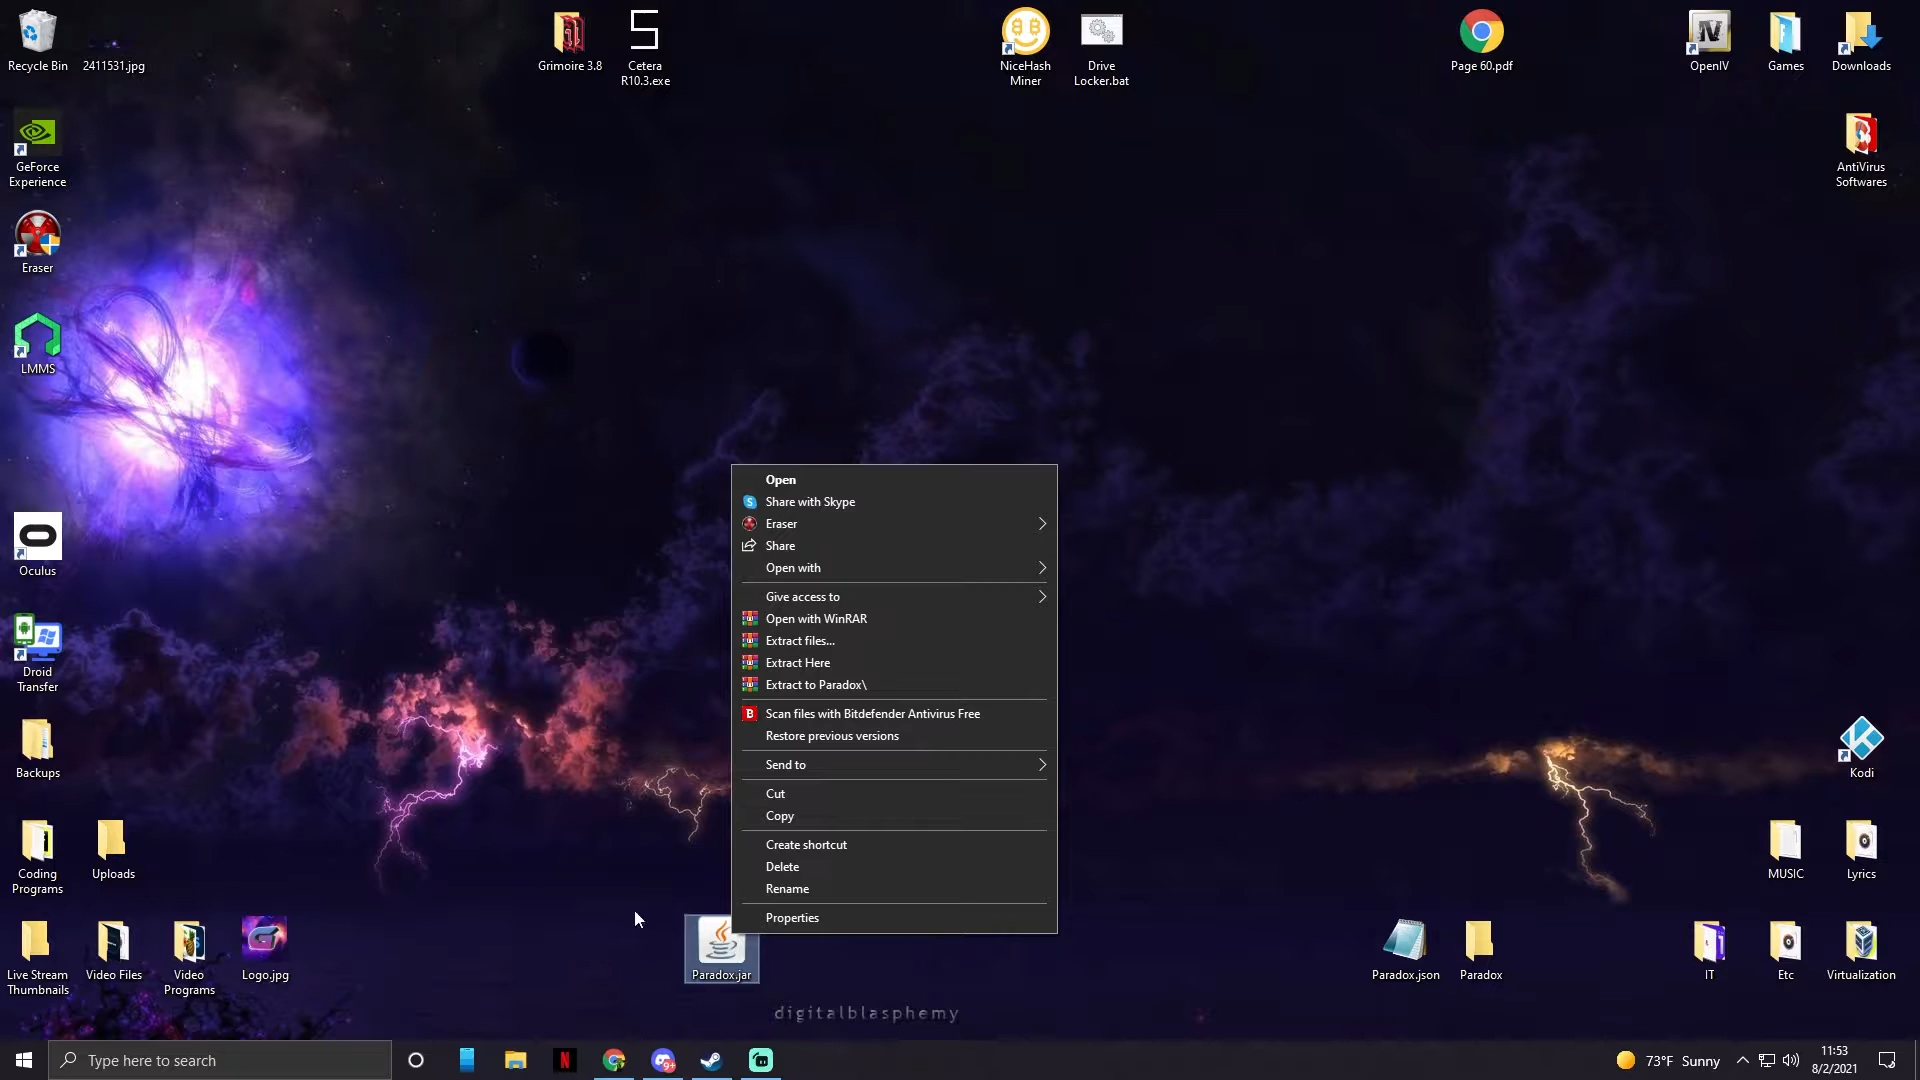 Recycle Bin
2411531.jpg
Grimoire 3.8
Cetera
R10.3.exe
NiceHash
Miner
Drive
Locker.bat
Page 60.pdf
OpenIV
Games
Downloads
GeForce
Experience
AntiVirus
Softwares
Eraser
LMMS
Oculus
Droid
Transfer
Backups
Kodi
Coding
Programs
Uploads
MUSIC
Lyrics
Live Stream
Thumbnails
Video Files
Video
Programs
Logo.jpg
Paradox.jar
Paradox.json
Paradox
IT
Etc
Virtualization
Open
Share with Skype
Eraser
Share
Open with
Give access to
Open with WinRAR
Extract files...
Extract Here
Extract to Paradox\
Scan files with Bitdefender Antivirus Free
Restore previous versions
Send to
Cut
Copy
Create shortcut
Delete
Rename
Properties
digitalblasphemy
Type here to search
9+
73°F Sunny
11:53
8/2/2021